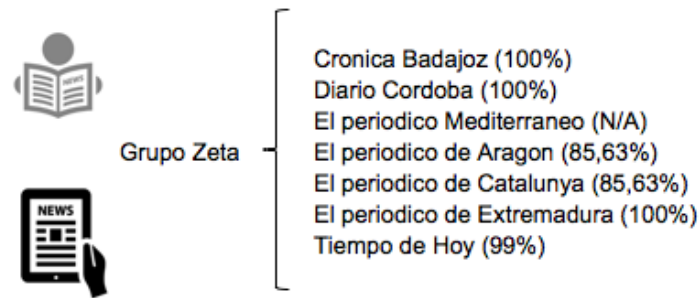 NEWS
Grupo Zeta
Cronica Badajoz (100%)
Diario Cordoba (100%)
El periodico Mediterraneo (N/A)
El periodico de Aragon (85,63%)
El periodico de Catalunya (85,63%)
El periodico de Extremadura (100%)
Tiempo de Hoy (99%)
NEWS